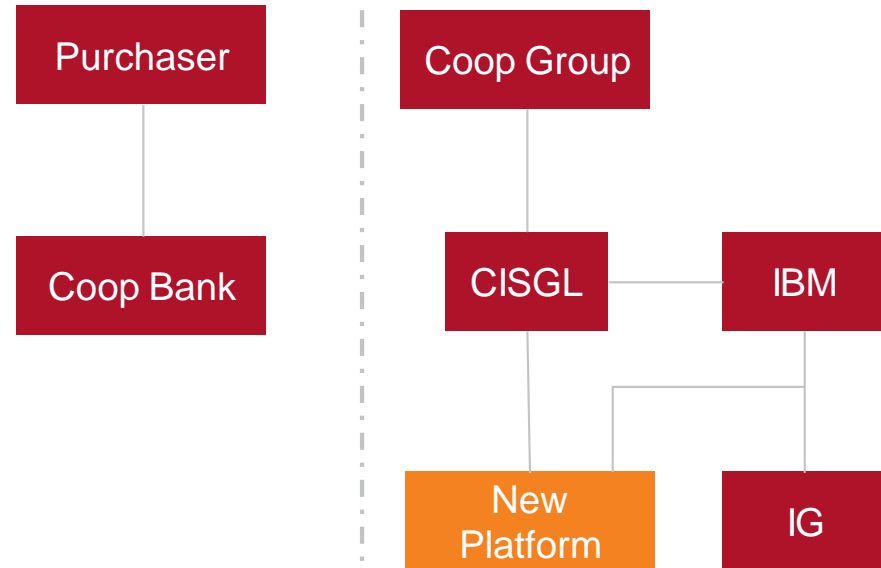 Purchaser
Coop Group
Coop Bank
CISGL
IBM
New
Platform
IG